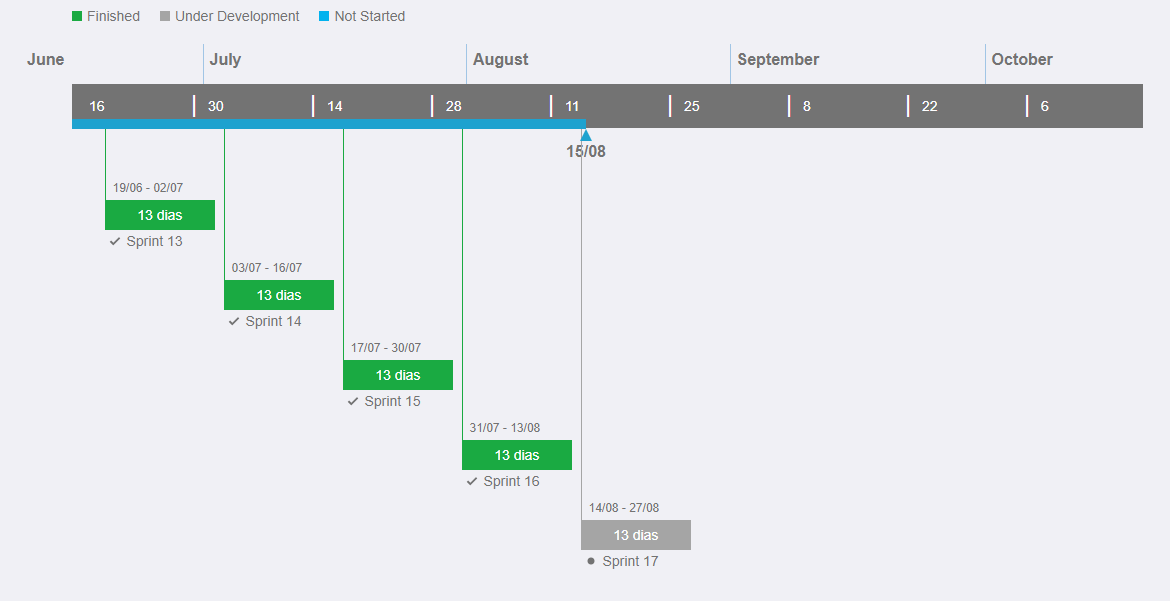 Finished Under Development Not Started
June July August September October
16 30 14 28 11 25 8 22 6
15/08
19/06 - 02/07
13 dias
Sprint 13
03/07 - 16/07
13 dias
Sprint 14
17/07 - 30/07
13 dias
Sprint 15
31/07 - 13/08
13 dias
Sprint 16
14/08 - 27/08
13 dias
Sprint 17